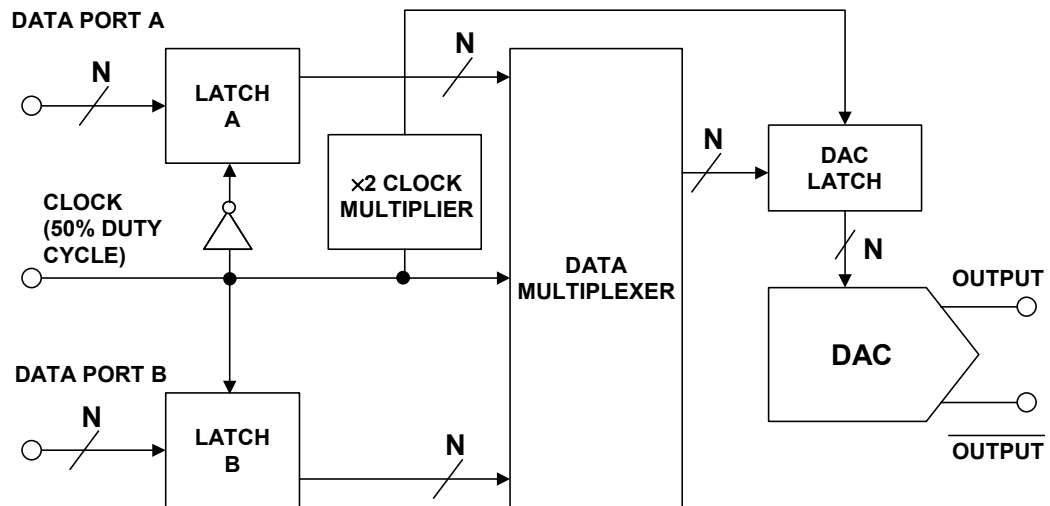 DATA PORT A
N
LATCH
A
N
×2 CLOCK
MULTIPLIER
CLOCK
(50% DUTY
CYCLE)
DATA
MULTIPLEXER
N
DAC
LATCH
N
DAC
OUTPUT
OUTPUT
DATA PORT B
N
LATCH
B
N